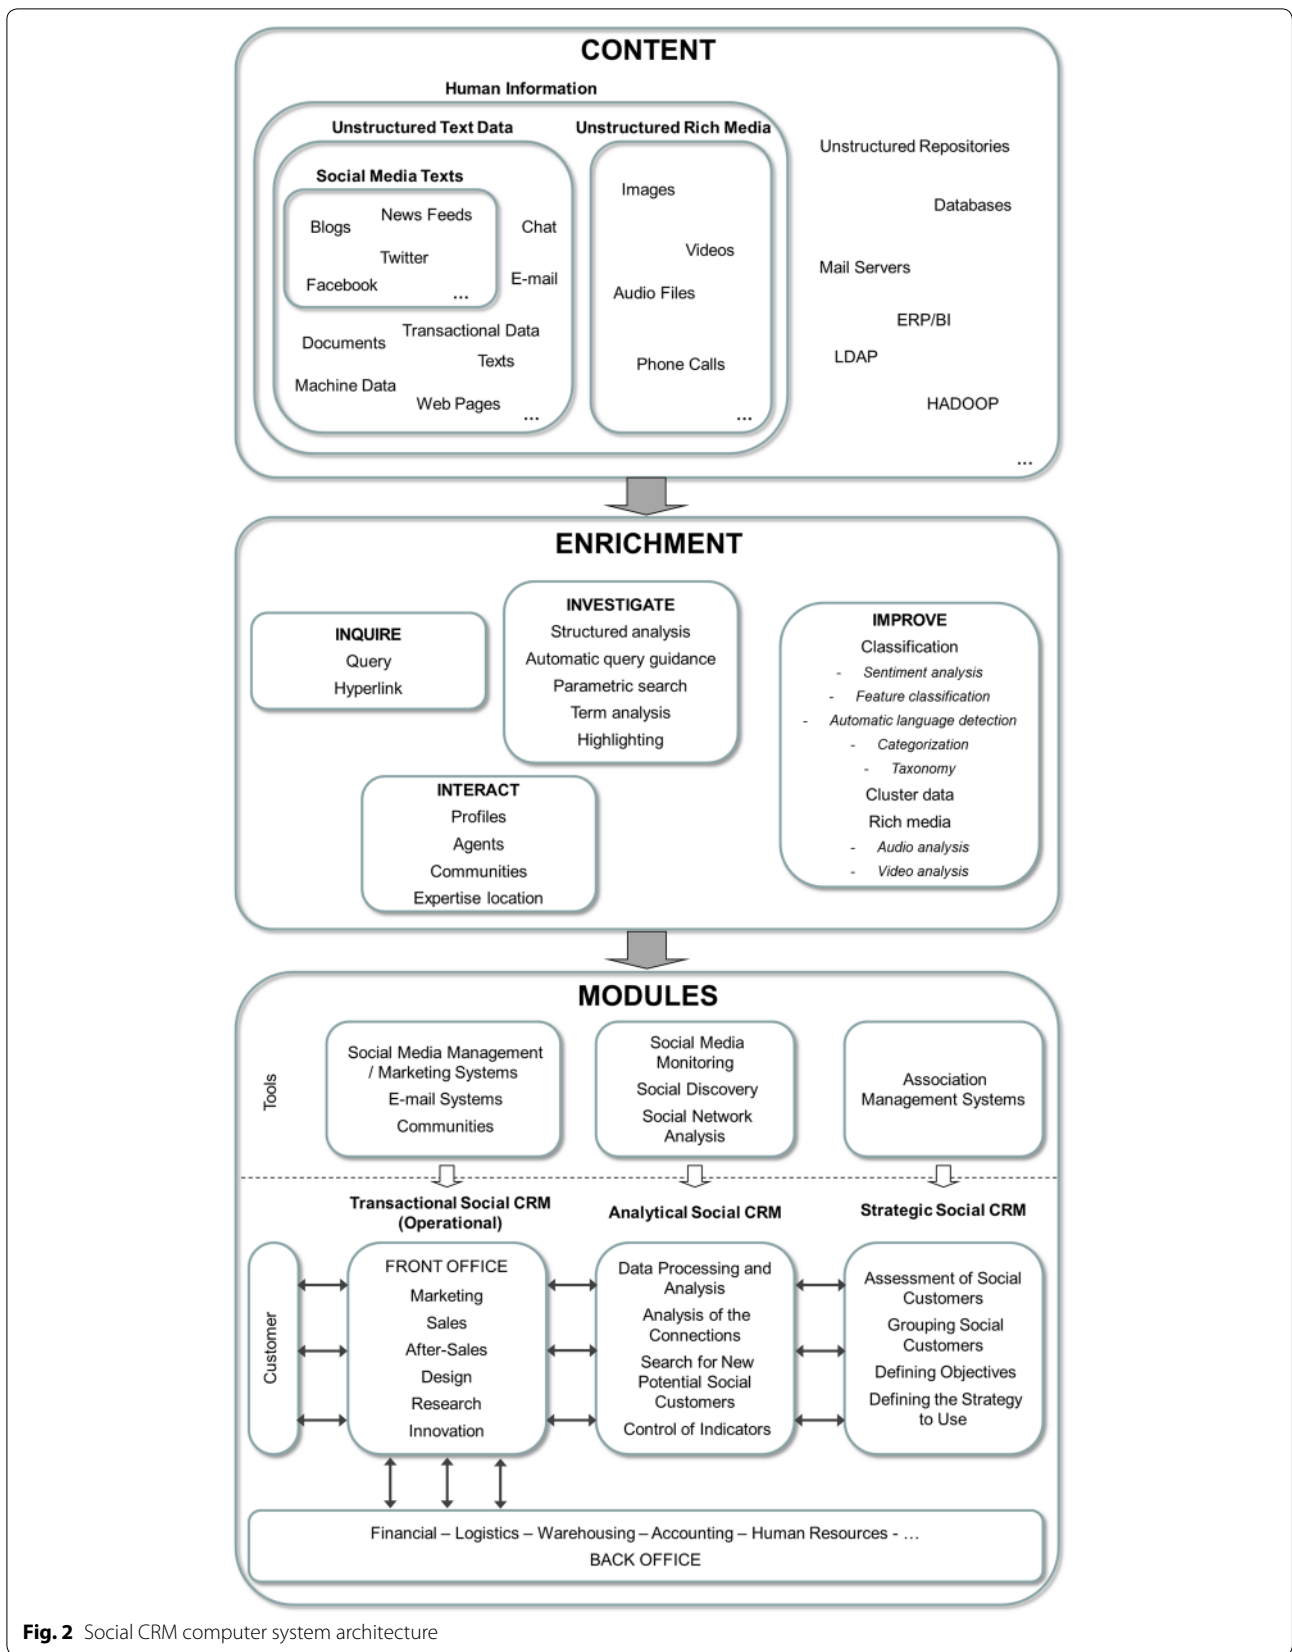 CONTENT
Human Information
Unstructured Text Data
Unstructured Rich Media
Social Media Texts
Blogs
News Feeds
Twitter
Facebook
...
Chat
E-mail
Documents
Transactional Data
Texts
Machine Data
Web Pages
...
Images
Videos
Audio Files
Phone Calls
...
Unstructured Repositories
Databases
Mail Servers
ERP/BI
LDAP
HADOOP
...
ENRICHMENT
INQUIRE
Query
Hyperlink
INVESTIGATE
Structured analysis
Automatic query guidance
Parametric search
Term analysis
Highlighting
INTERACT
Profiles
Agents
Communities
Expertise location
IMPROVE
Classification
- Sentiment analysis
- Feature classification
- Automatic language detection
- Categorization
- Taxonomy
Cluster data
Rich media
- Audio analysis
- Video analysis
MODULES
Tools
Social Media Management
/ Marketing Systems
E-mail Systems
Communities
Social Media
Monitoring
Social Discovery
Social Network
Analysis
Association
Management Systems
Transactional Social CRM
(Operational)
Analytical Social CRM
Strategic Social CRM
Customer
FRONT OFFICE
Marketing
Sales
After-Sales
Design
Research
Innovation
Data Processing and
Analysis
Analysis of the
Connections
Search for New
Potential Social
Customers
Control of Indicators
Assessment of Social
Customers
Grouping Social
Customers
Defining Objectives
Defining the Strategy
to Use
Financial – Logistics – Warehousing – Accounting – Human Resources - ...
BACK OFFICE
Fig. 2 Social CRM computer system architecture